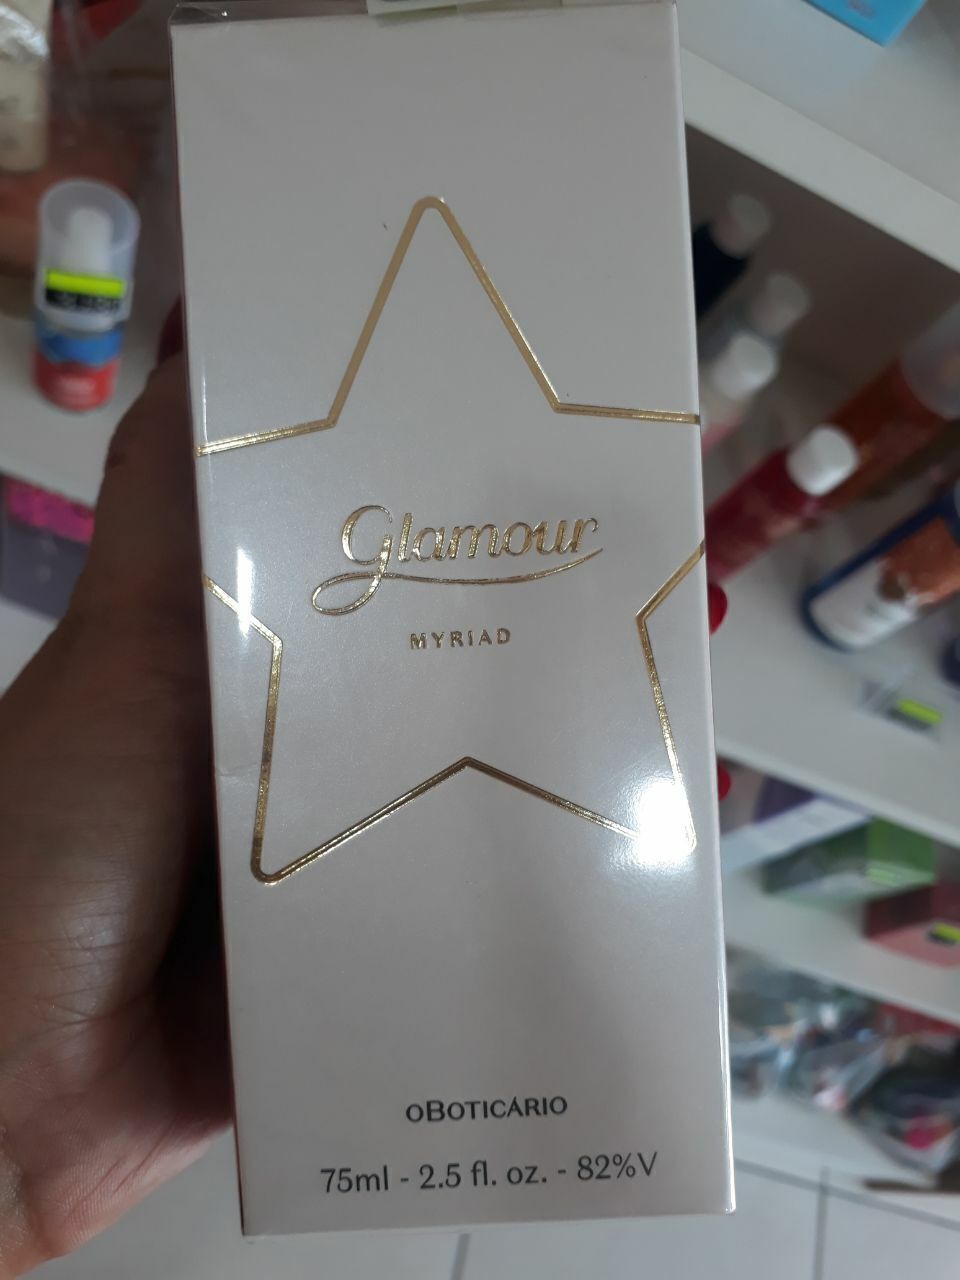 Glamour
MYRIAD
oBOTICÁRIO
75ml - 2.5 fl. oz. - 82%V